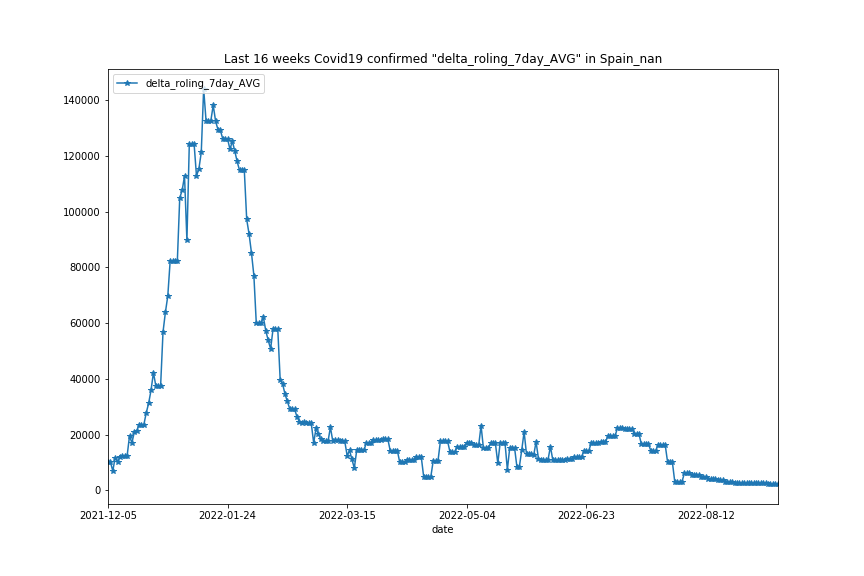 Last 16 weeks Covid19 confirmed "delta_roling_7day_AVG" in Spain_nan
delta_roling_7day_AVG
140000
120000
100000
80000
60000
40000
20000
0
2021-12-05 2022-01-24 2022-03-15 2022-05-04 2022-06-23 2022-08-12
date